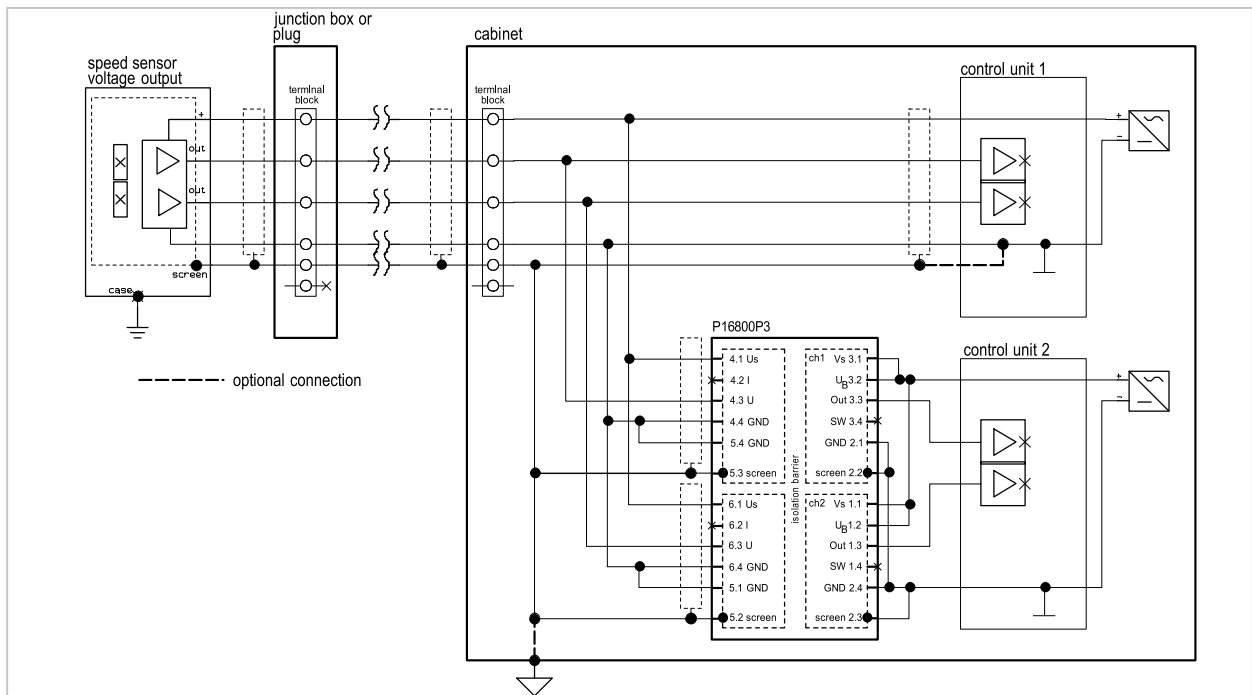 junction box or
plug
cabinet
speed sensor
voltage output
control unit 1
terminal
block
terminal
block
+
out
out
screen
case
+
-
optional connection
P16800P3
control unit 2
4.1 Us
4.2 I
4.3 U
4.4 GND
5.4 GND
5.3 screen
6.1 Us
6.2 I
6.3 U
6.4 GND
5.1 GND
5.2 screen
isolation barrier
ch1
Vs 3.1
UB3.2
Out 3.3
SW 3.4
GND 2.1
screen 2.2
ch2
Vs 1.1
UB1.2
Out 1.3
SW 1.4
GND 2.4
screen 2.3
+
-